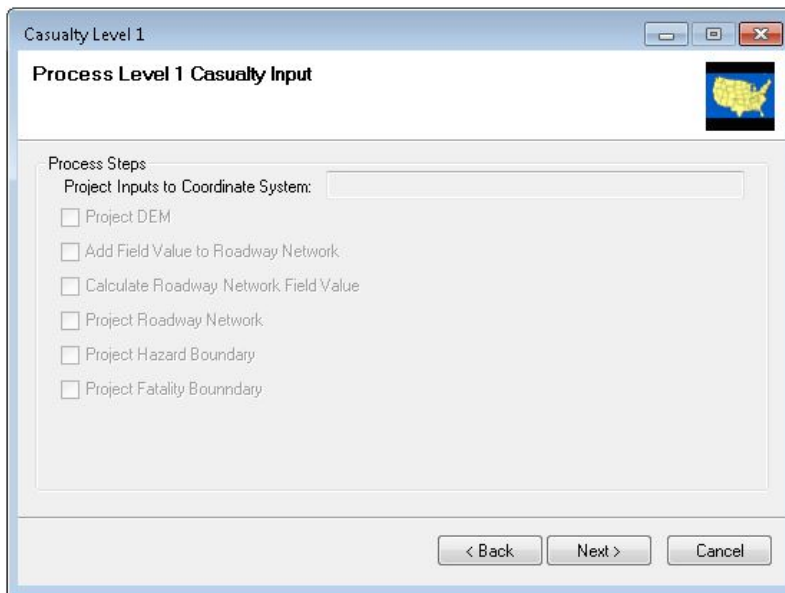 Casualty Level 1
Process Level 1 Casualty Input
Process Steps
Project Inputs to Coordinate System:
Project DEM
Add Field Value to Roadway Network
Calculate Roadway Network Field Value
Project Roadway Network
Project Hazard Boundary
Project Fatality Bounndary
< Back Next > Cancel